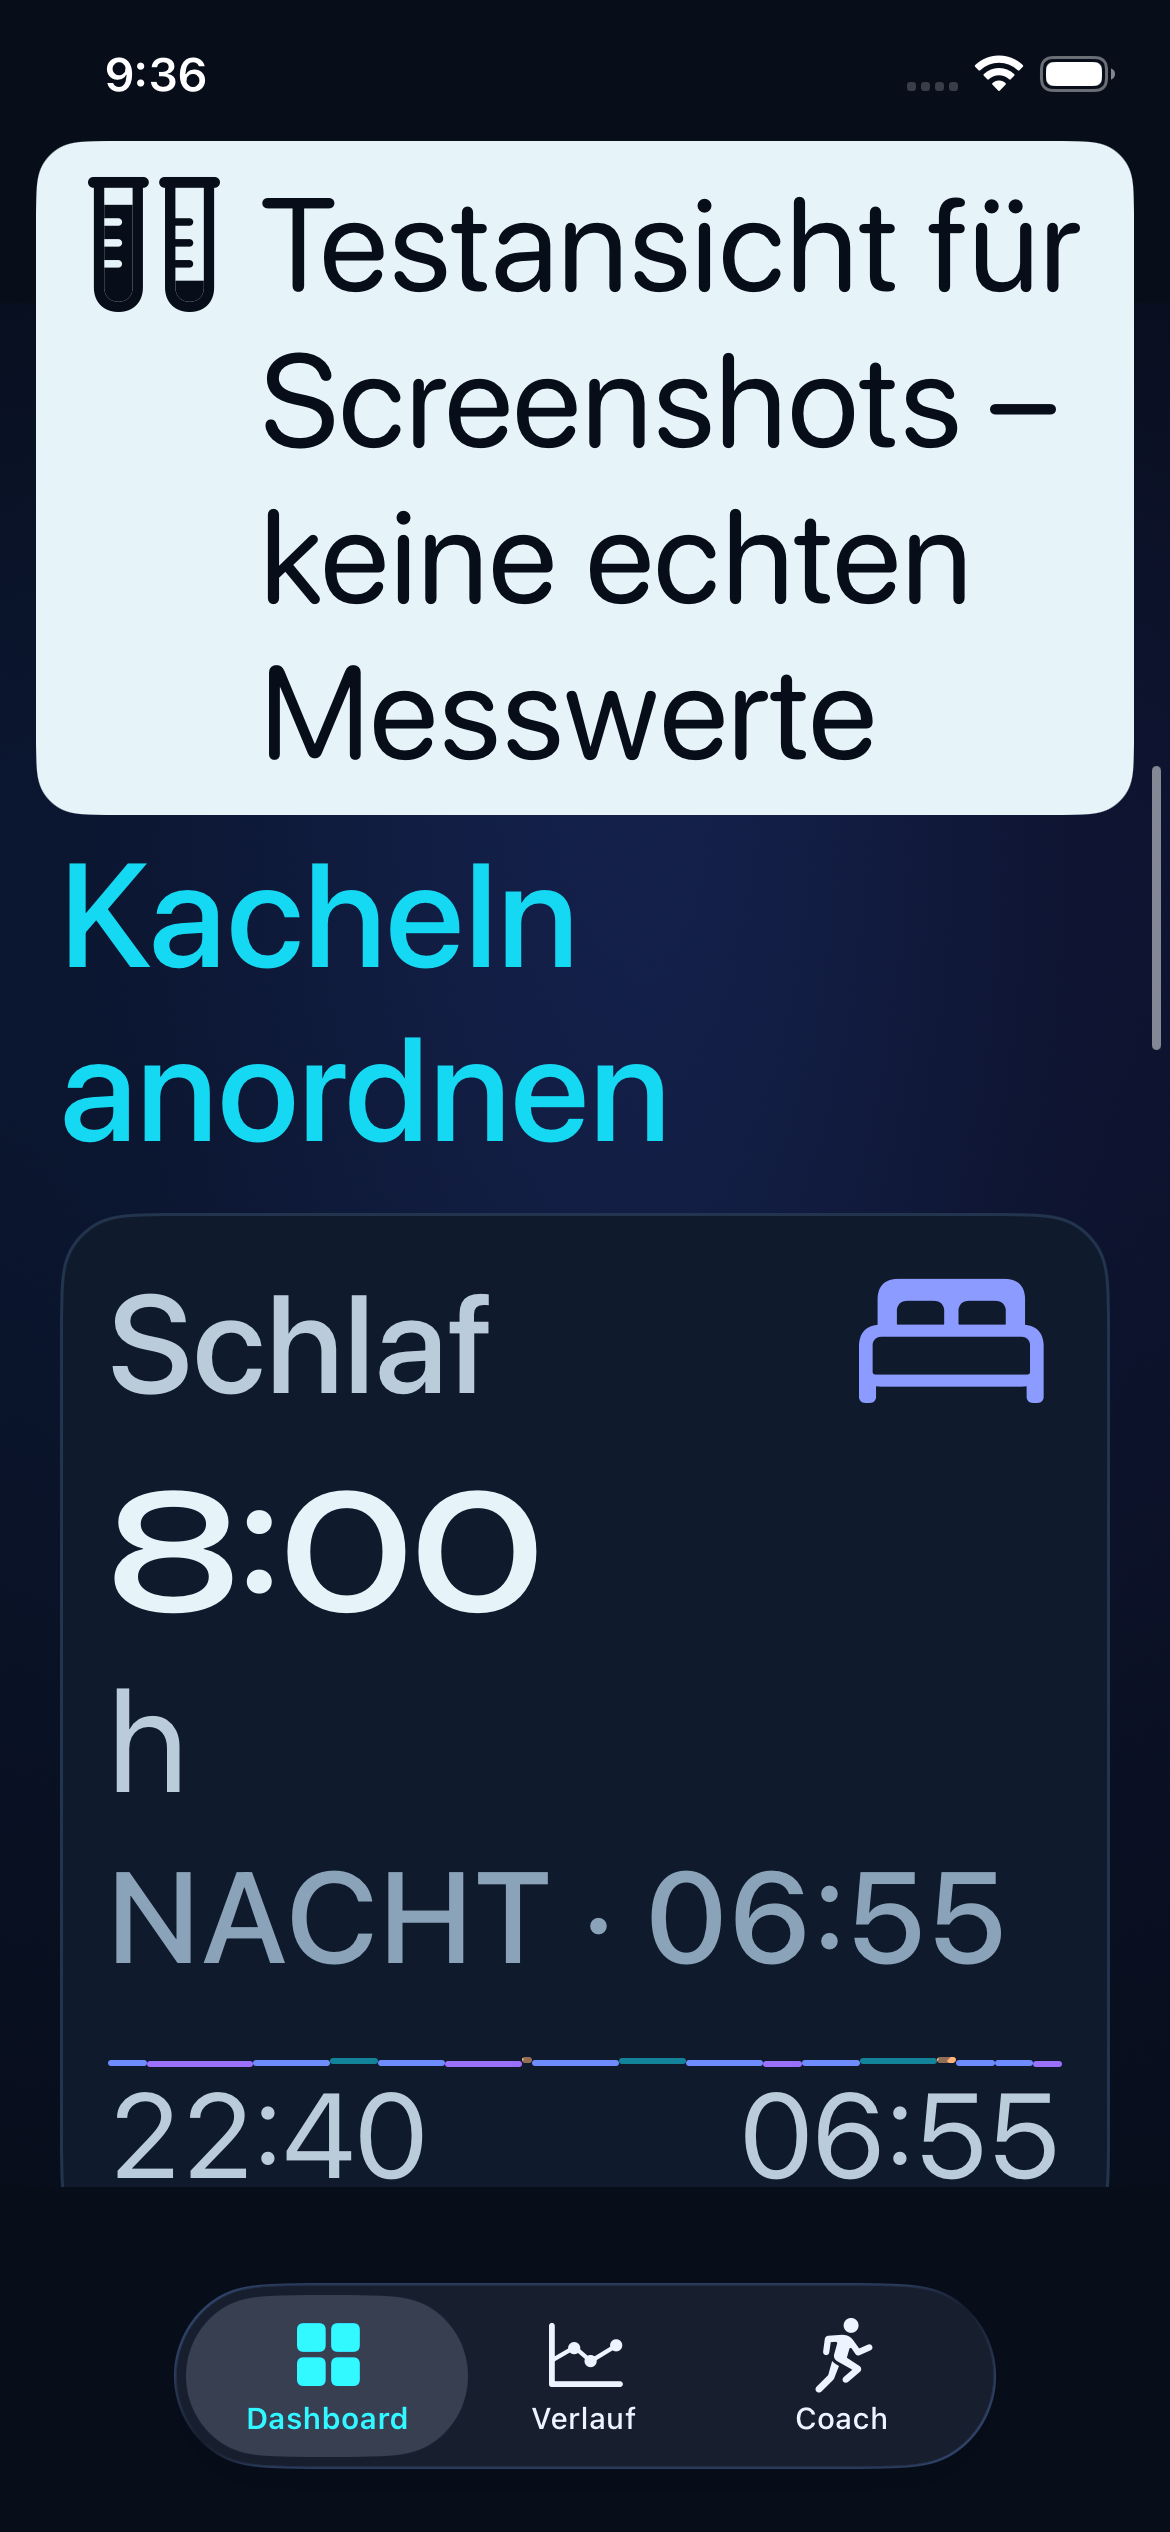 9:36
Testansicht für
Screenshots –
keine echten
Messwerte
Kacheln
anordnen
Schlaf
8:00
h
NACHT · 06:55
22:40 06:55
Dashboard Verlauf Coach